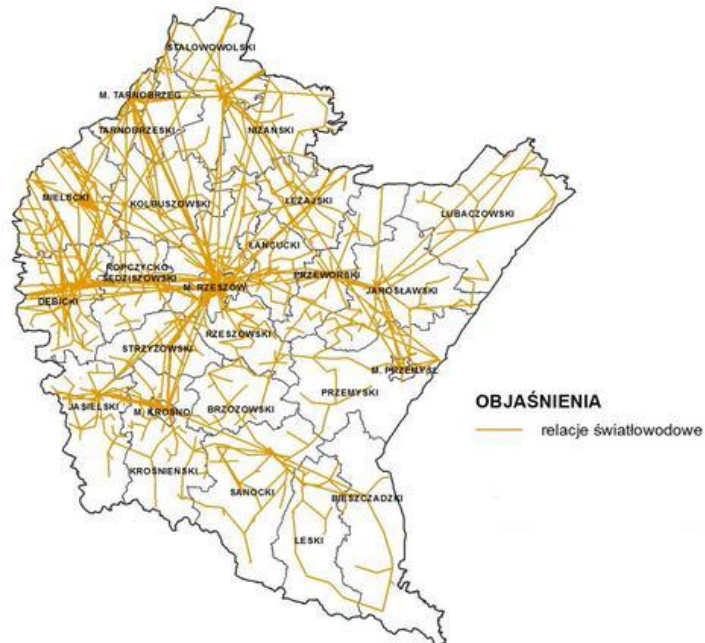 STALOWOWOLSKI
M. TARNOBRZEG
TARNOBRZESKI
NIŻAŃSKI
MIELECKI
KOLBUSZOWSKI
LEŻAJSKI
LUBACZOWSKI
ŁAŃCUCKI
ROPCZYCKO
SĘDZISZOWSKI
PRZEWORSKI
M. RZESZÓW
JAROSŁAWSKI
DĘBICKI
RZESZOWSKI
STRZYŻOWSKI
M. PRZEMYŚL
PRZEMYSKI
JASIELSKI
M. KROSNO
BRZOZOWSKI
OBJAŚNIENIA
relacje światłowodowe
KROŚNIEŃSKI
SANOCKI
BIESZCZADZKI
LESKI